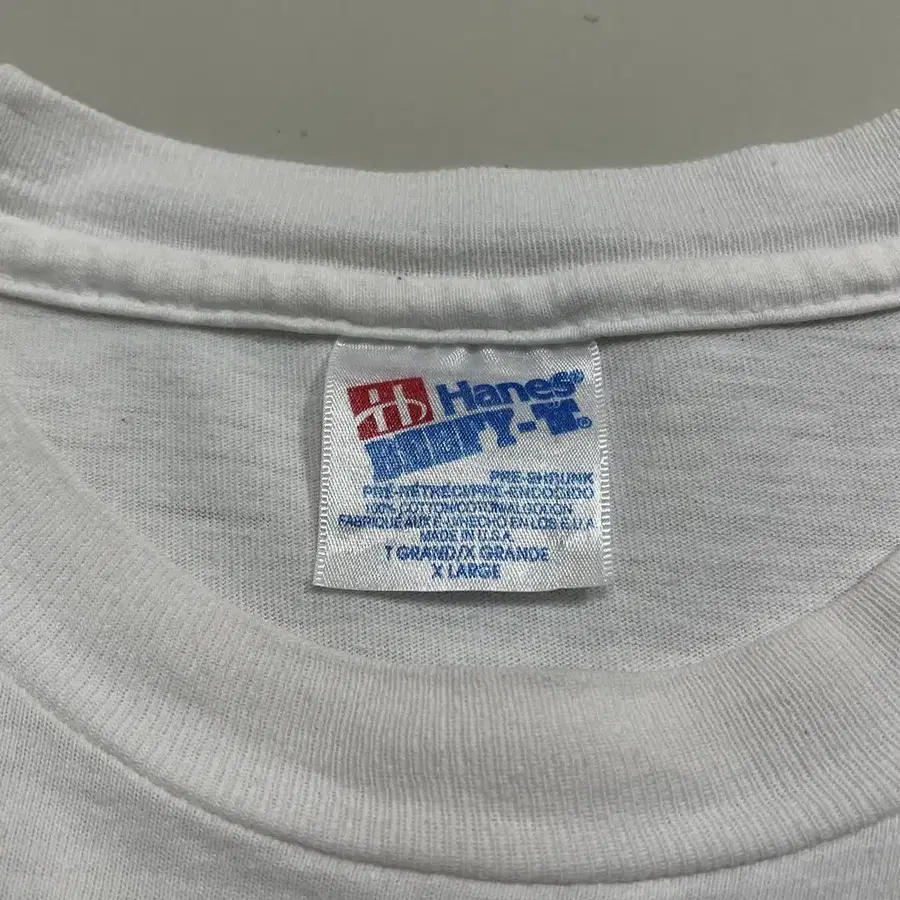 Hanes®
BEEFY-T®
PRE-SHRUNK
PRÉ-RÉTRÉCI/PRE-ENCOGIDO
100% COTTON/COTON/ALGODON
FABRIQUÉ AUX É-U/HECHO EN LOS E.U.A.
MADE IN U.S.A.
T GRAND/X GRANDE
X LARGE